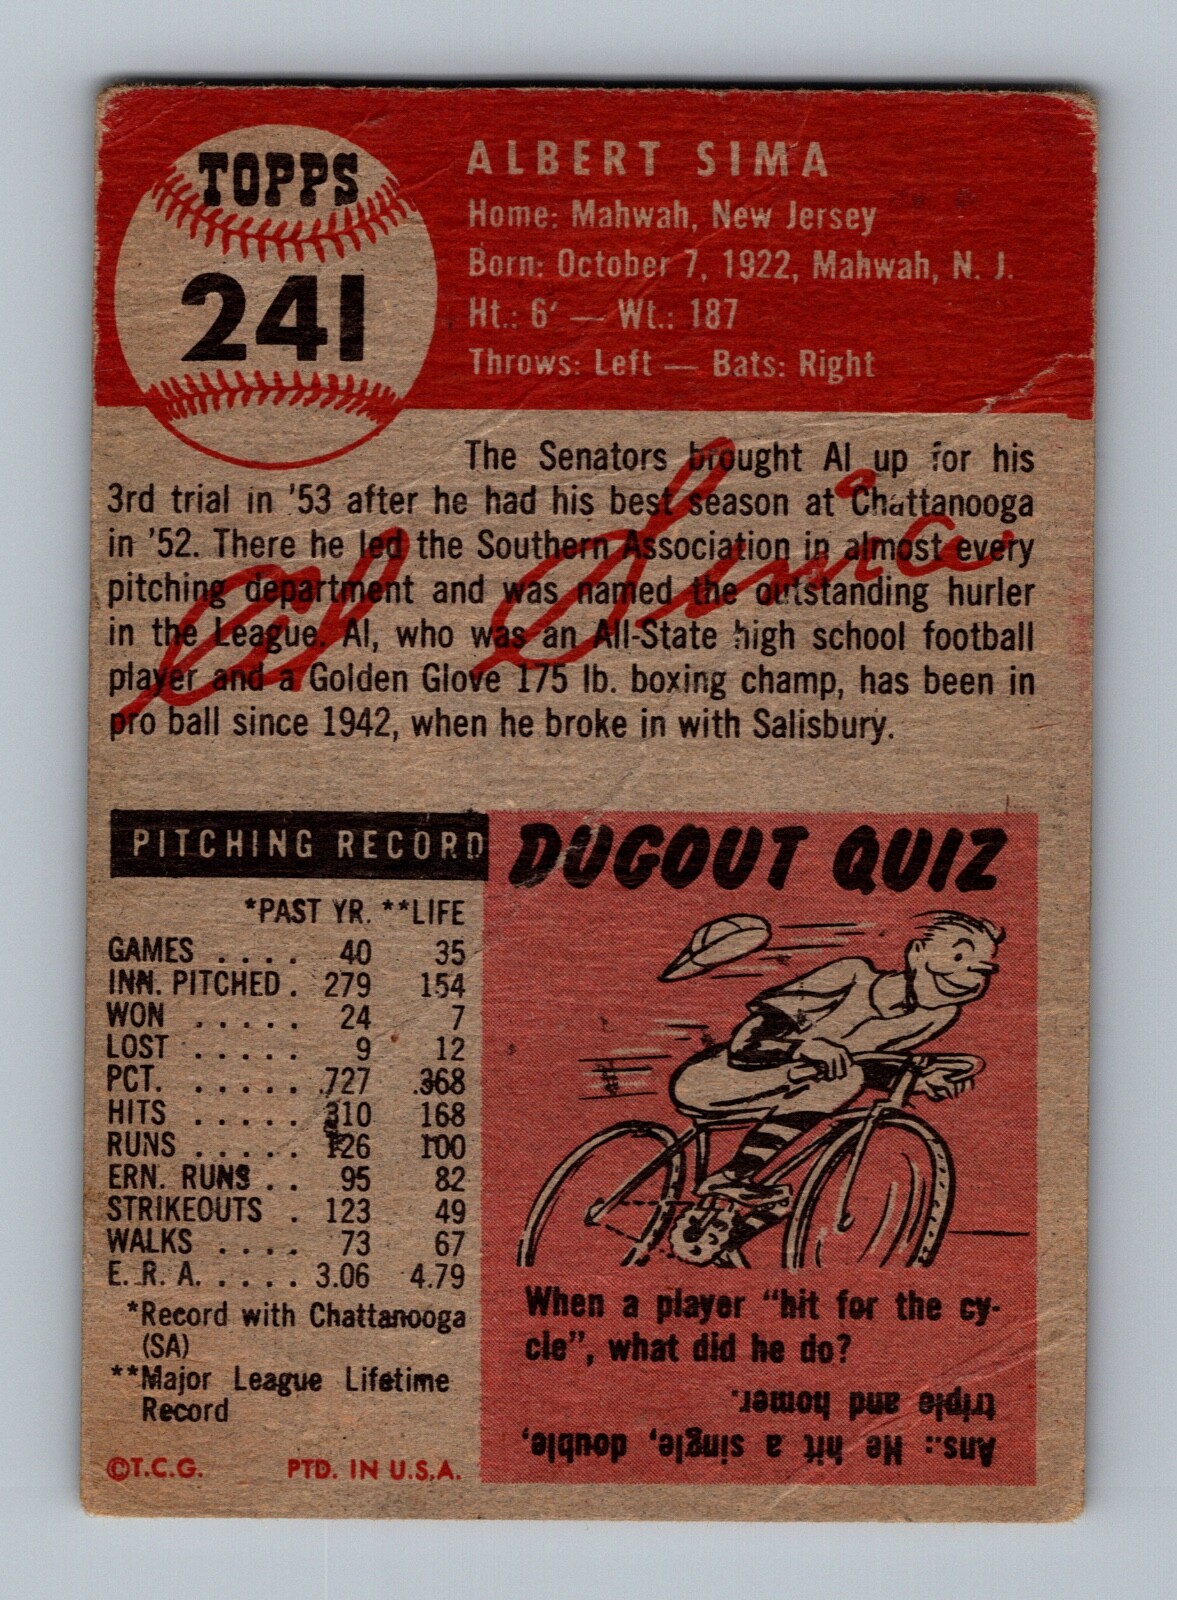 TOPPS
241
ALBERT SIMA
Home: Mahwah, New Jersey
Born: October 7, 1922, Mahwah, N. J.
Ht.: 6' — Wt.: 187
Throws: Left — Bats: Right
The Senators brought Al up for his
3rd trial in '53 after he had his best season at Chattanooga
in '52. There he led the Southern Association in almost every
pitching department and was named the outstanding hurler
in the League. Al, who was an All-State high school football
player and a Golden Glove 175 lb. boxing champ, has been in
pro ball since 1942, when he broke in with Salisbury.
Al Sima
PITCHING RECORD
*PAST YR. **LIFE
GAMES . . . . 40 35
INN. PITCHED . 279 154
WON . . . . . 24 7
LOST . . . . . 9 12
PCT. . . . . . .727 .368
HITS . . . . . 310 168
RUNS . . . . . 126 100
ERN. RUNS . . 95 82
STRIKEOUTS . 123 49
WALKS . . . . 73 67
E. R. A. . . . . 3.06 4.79
*Record with Chattanooga
(SA)
**Major League Lifetime
Record
©T.C.G. PTD. IN U.S.A.
DUGOUT QUIZ
When a player "hit for the cy-
cle", what did he do?
Ans.: He hit a single, double,
triple and homer.